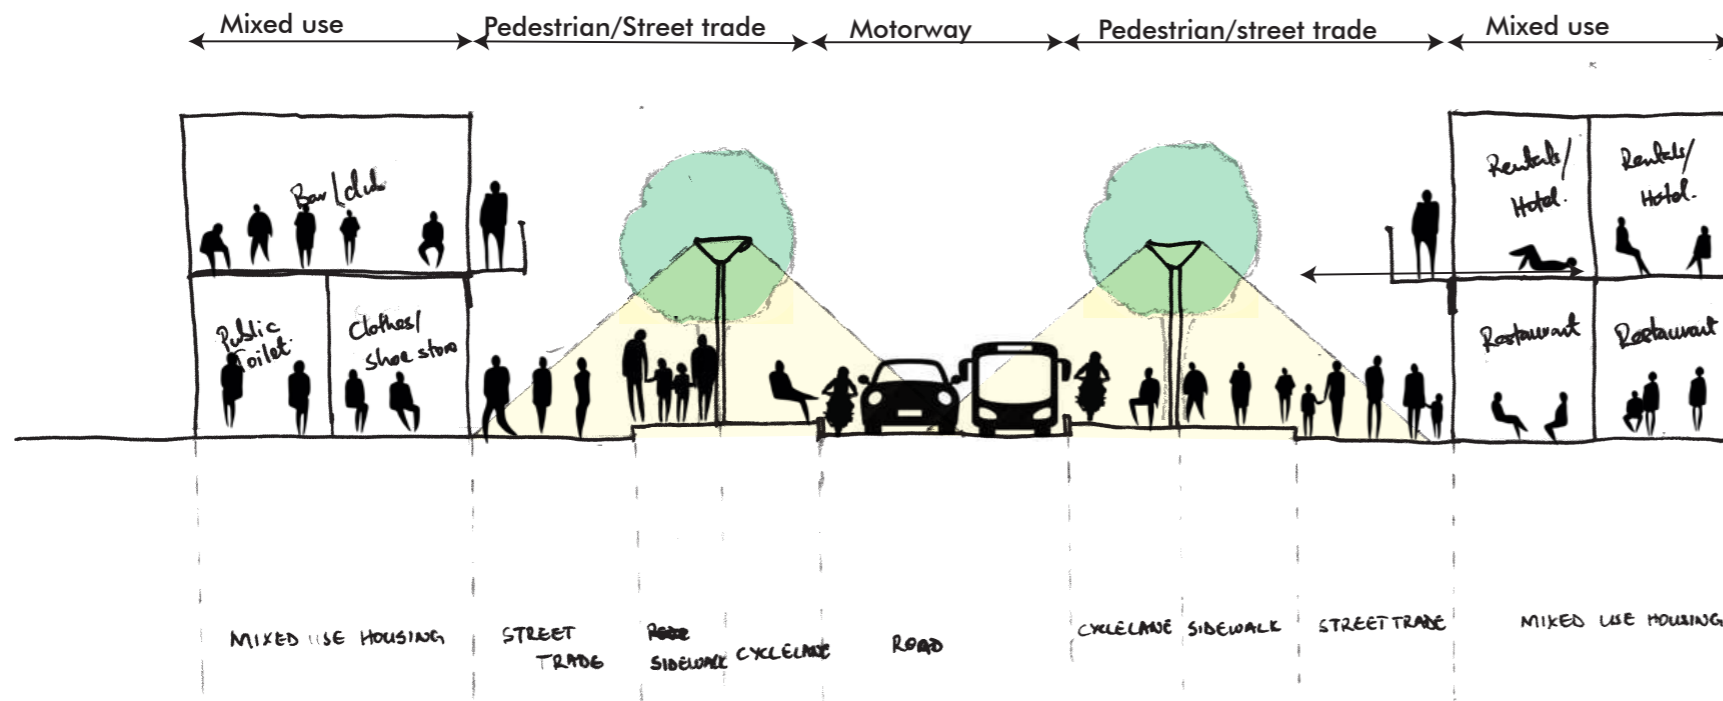 Mixed use
Pedestrian/Street trade
Motorway
Pedestrian/street trade
Mixed use
Bar/club
Rentals/
Hotel.
Rentals/
Hotel.
Public
Toilet.
Clothes/
Shoe store
Restaurant
Restaurant
MIXED USE HOUSING
STREET
TRADE
SIDEWALK
CYCLELANE
ROAD
CYCLELANE
SIDEWALK
STREET TRADE
MIXED USE HOUSING